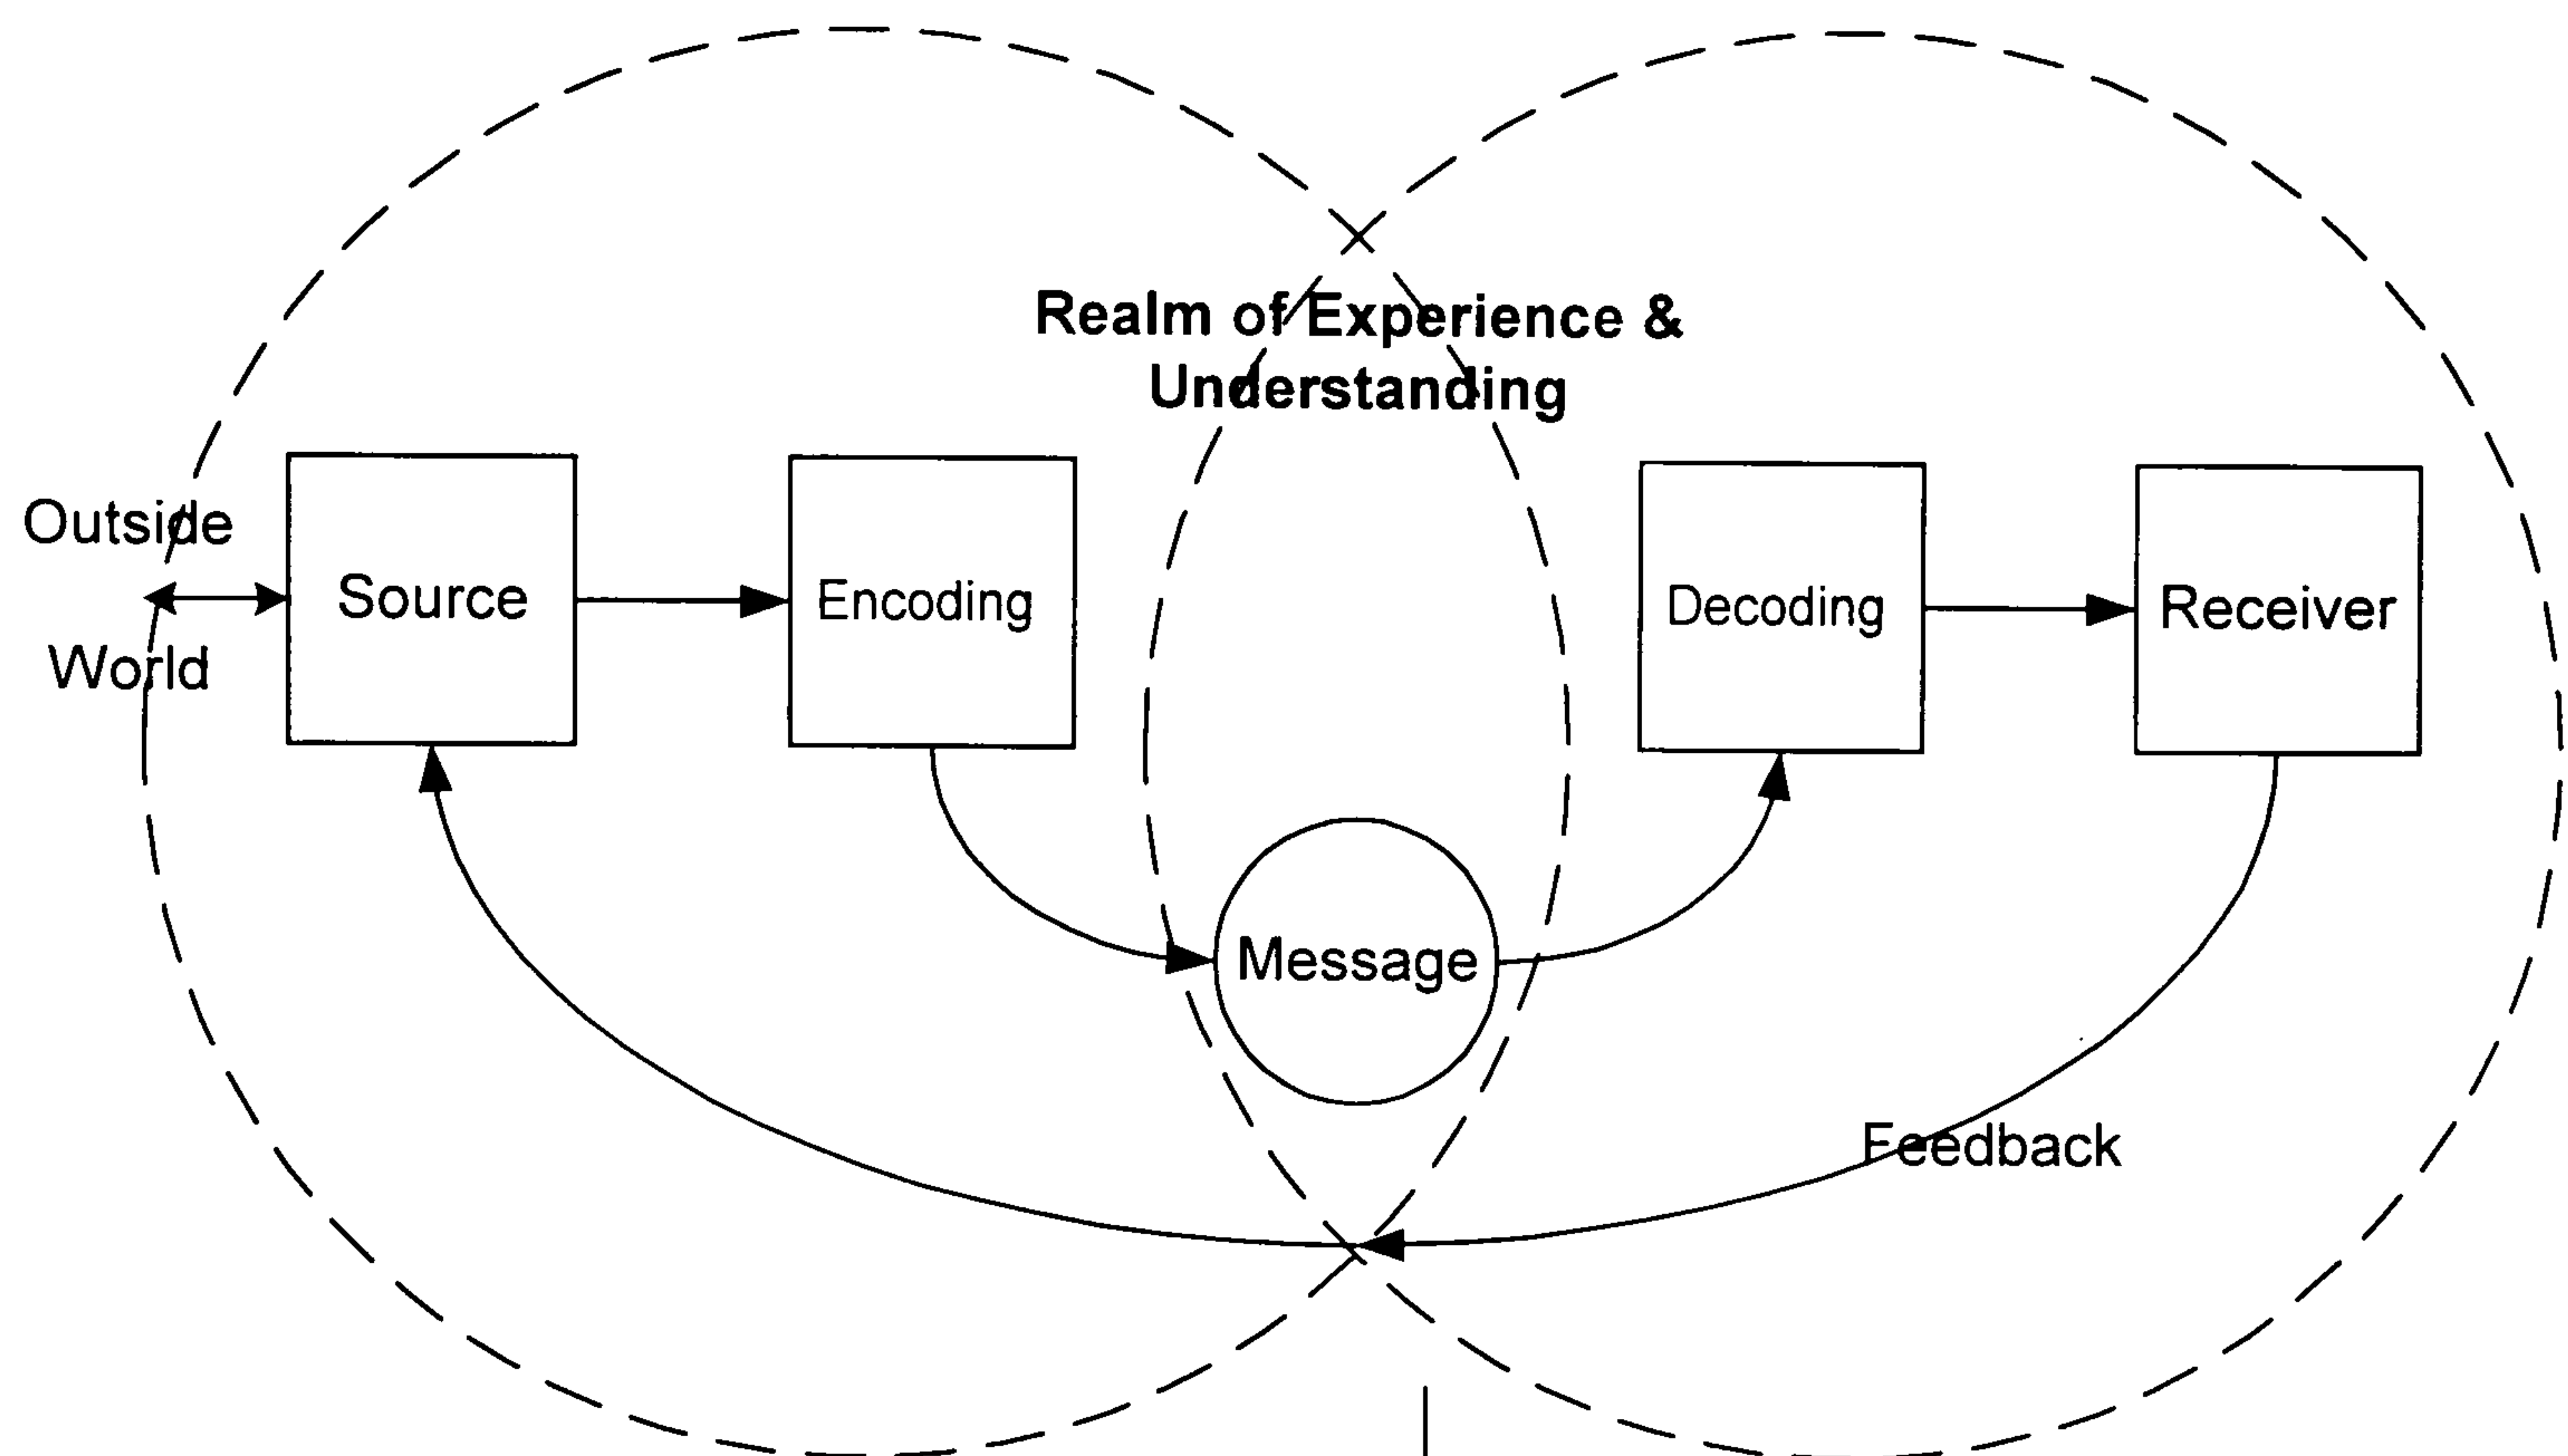 Realm of Experience &
Understanding
Outside
World
Source
Encoding
Decoding
Receiver
Message
Feedback